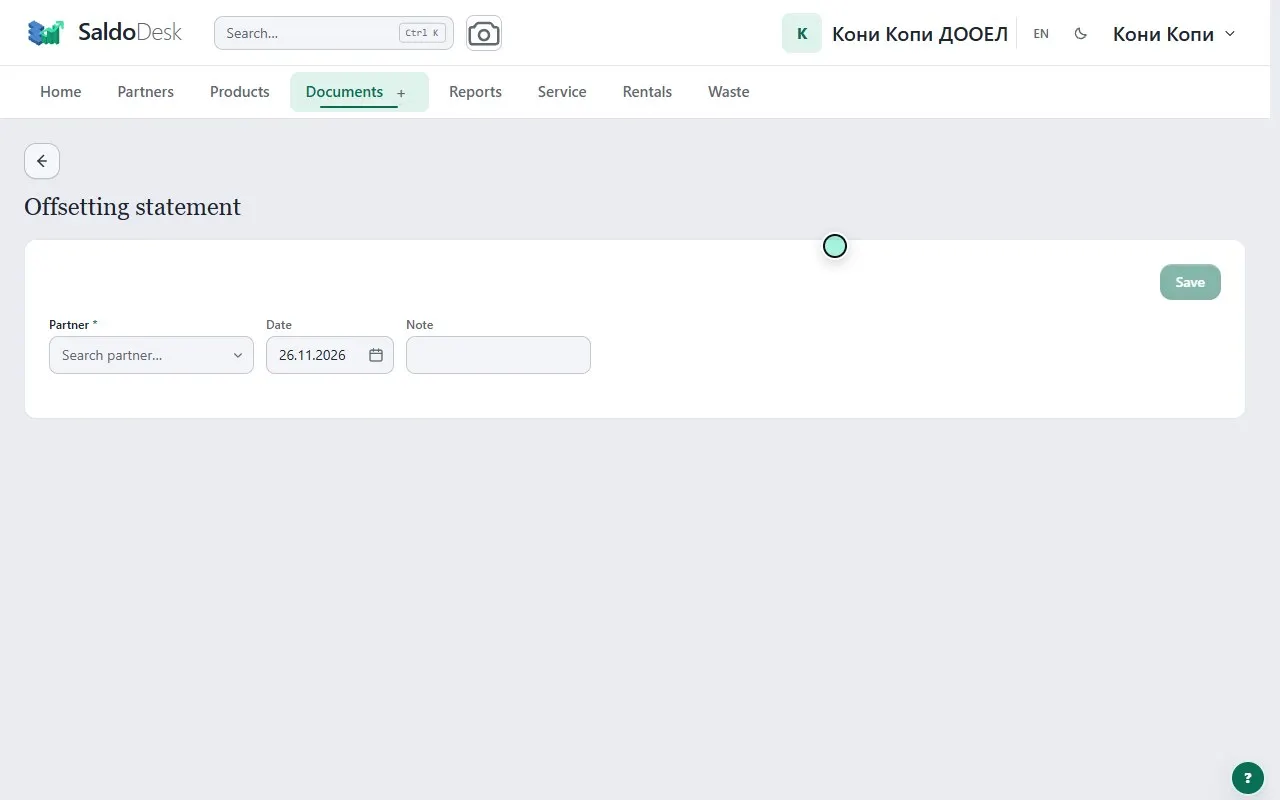 SaldoDesk
Search...
Ctrl K
K
Кони Копи ДООЕЛ
EN
Кони Копи
Home
Partners
Products
Documents +
Reports
Service
Rentals
Waste
Offsetting statement
Save
Partner *
Date
Note
Search partner...
26.11.2026
?